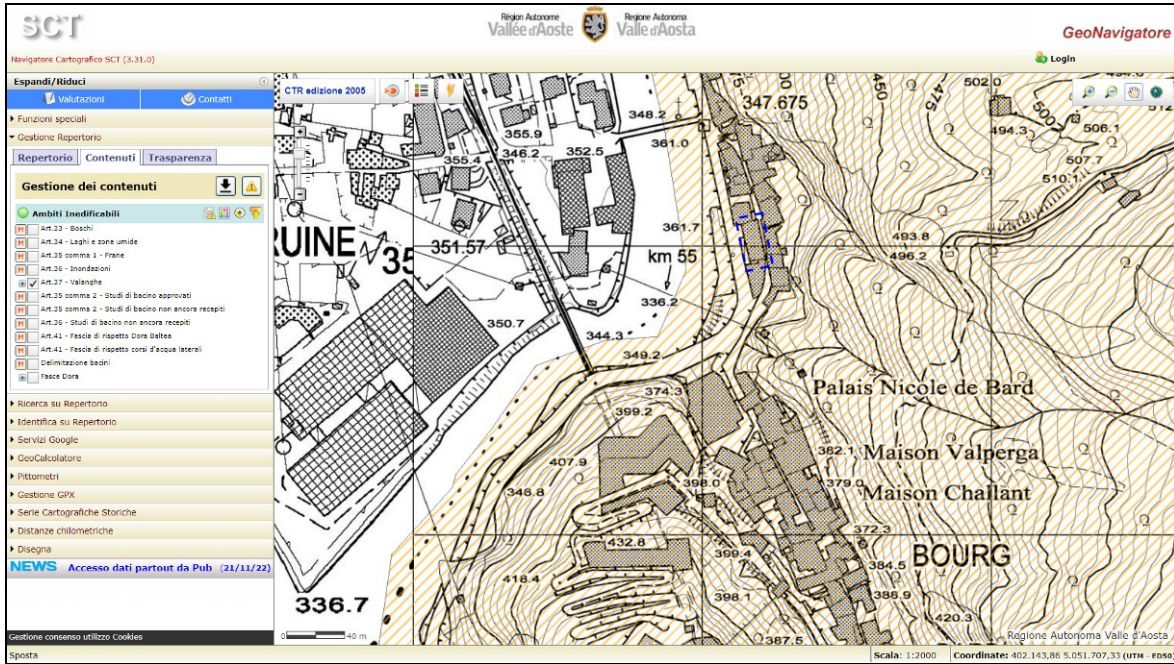 SCT
Région Autonome
Vallée d'Aoste
Regione Autonoma
Valle d'Aosta
GeoNavigatore
Navigatore Cartografico SCT (3.31.0)
Login
Espandi/Riduci
Valutazioni
Contatti
Funzioni speciali
Gestione Repertorio
Repertorio
Contenuti
Trasparenza
Gestione dei contenuti
Ambiti Inedificabili
Art.33 - Boschi
Art.34 - Laghi e zone umide
Art.35 comma 1 - Frane
Art.36 - Inondazioni
Art.37 - Valanghe
Art.35 comma 2 - Studi di bacino approvati
Art.35 comma 2 - Studi di bacino non ancora recepiti
Art.36 - Studi di bacino non ancora recepiti
Art.41 - Fascia di rispetto Dora Baltea
Art.41 - Fascia di rispetto corsi d'acqua laterali
Delimitazione bacini
Fasce Dora
Ricerca su Repertorio
Identifica su Repertorio
Servizi Google
GeoCalcolatore
Pittometri
Gestione GPX
Serie Cartografiche Storiche
Distanze chilometriche
Disegna
NEWS Accesso dati partout da Pub (21/11/22)
Gestione consenso utilizzo Cookies
Sposta
CTR edizione 2005
347.675
502.0
475
450
500
348.2
355.9
494.3
506.1
361.0
355.4
346.2
352.5
507.7
510.1
361.7
493.8
RUINE
351.57
35
km 55
496.2
336.2
350.7
344.3
349.2
374.3
Palais Nicole de Bard
399.2
382.1
Maison Valperga
407.9
346.8
398.0
379.0
Maison Challant
372.3
432.8
399.4
384.5
BOURG
418.4
388.9
336.7
398.1
420.3
387.5
0
40 m
Regione Autonoma Valle d'Aosta
Scala: 1:2000
Coordinate: 402.143,86 5.051.707,33 (UTM - ED50)